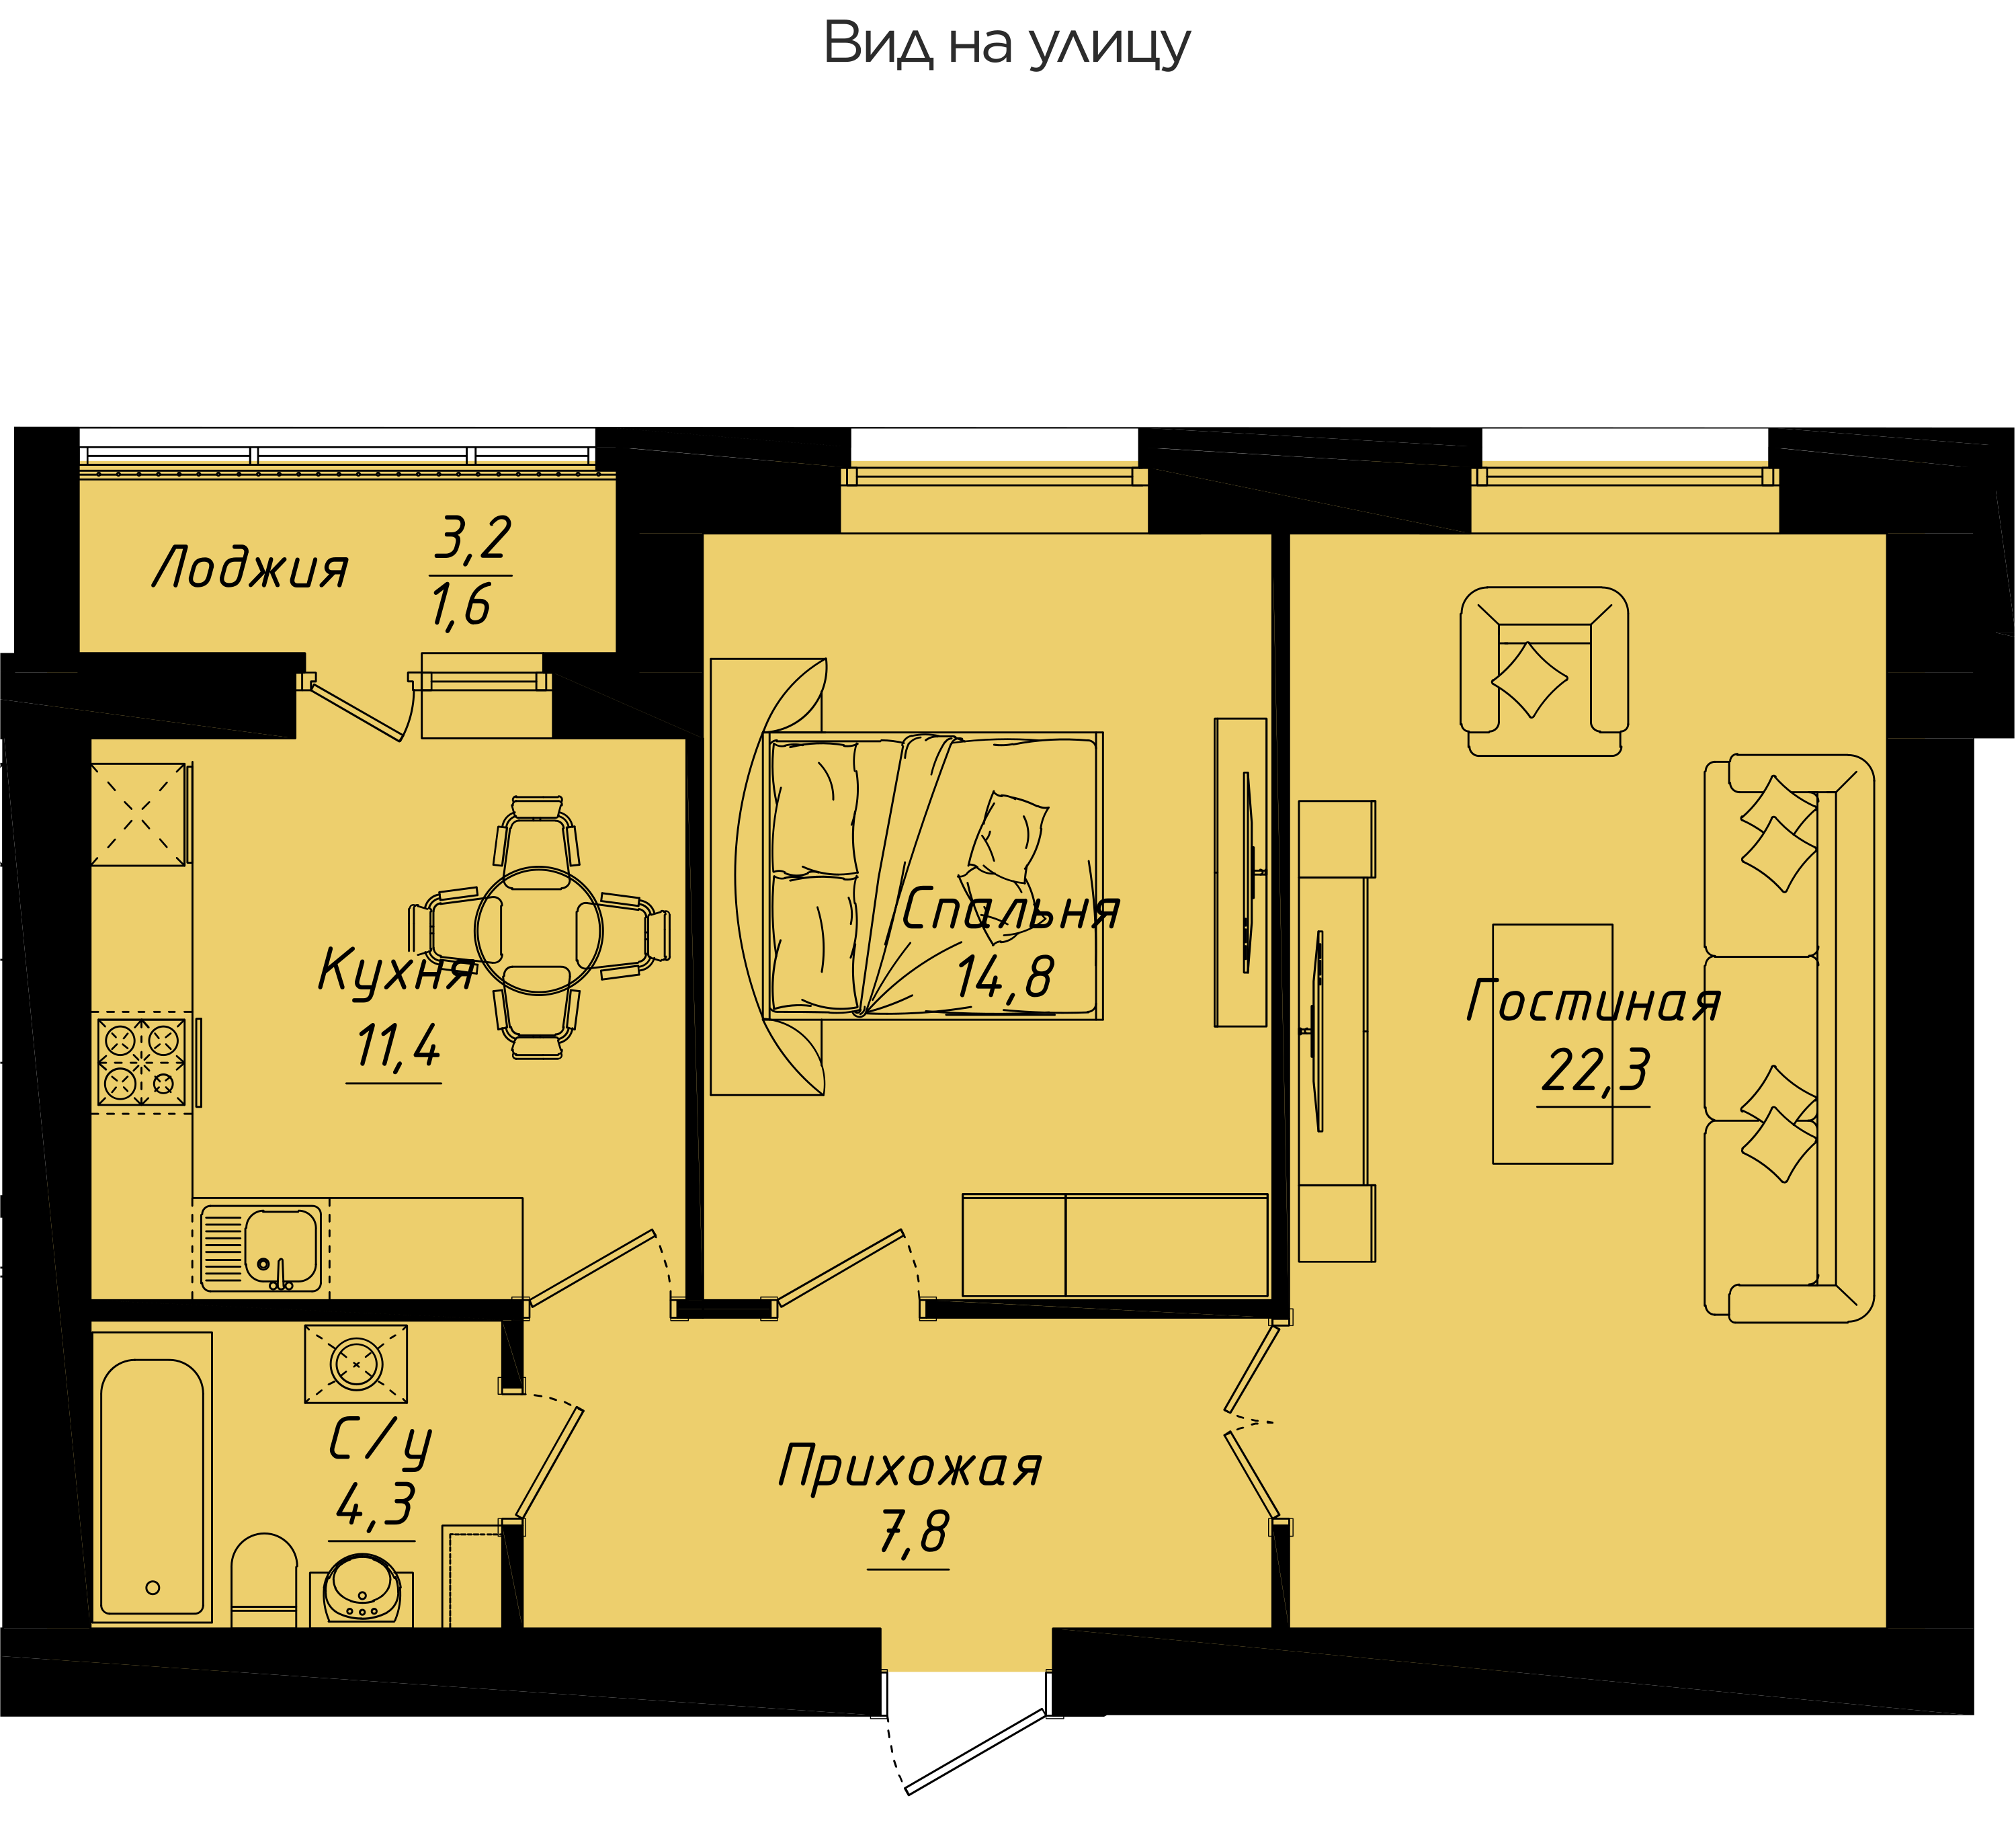 Вид на улицу
Лоджия
3,2
1,6
Кухня
11,4
Спальня
14,8
Гостиная
22,3
С/у
4,3
Прихожая
7,8